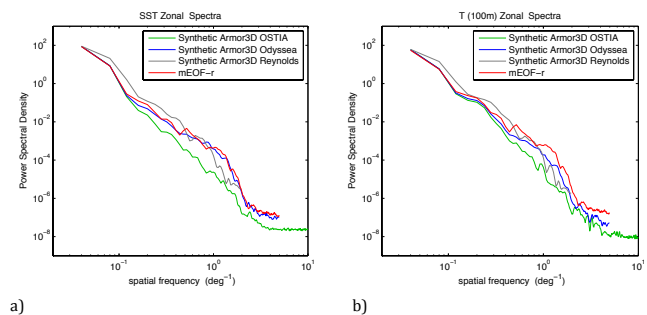 SST Zonal Spectra
Synthetic Armor3D OSTIA
Synthetic Armor3D Odyssea
Synthetic Armor3D Reynolds
mEOF−r
Power Spectral Density
10^2
10^0
10^−2
10^−4
10^−6
10^−8
10^−1
10^0
10^1
spatial frequency (deg^−1)
a)
T (100m) Zonal Spectra
Synthetic Armor3D OSTIA
Synthetic Armor3D Odyssea
Synthetic Armor3D Reynolds
mEOF−r
Power Spectral Density
10^2
10^0
10^−2
10^−4
10^−6
10^−8
10^−1
10^0
10^1
spatial frequency (deg^−1)
b)